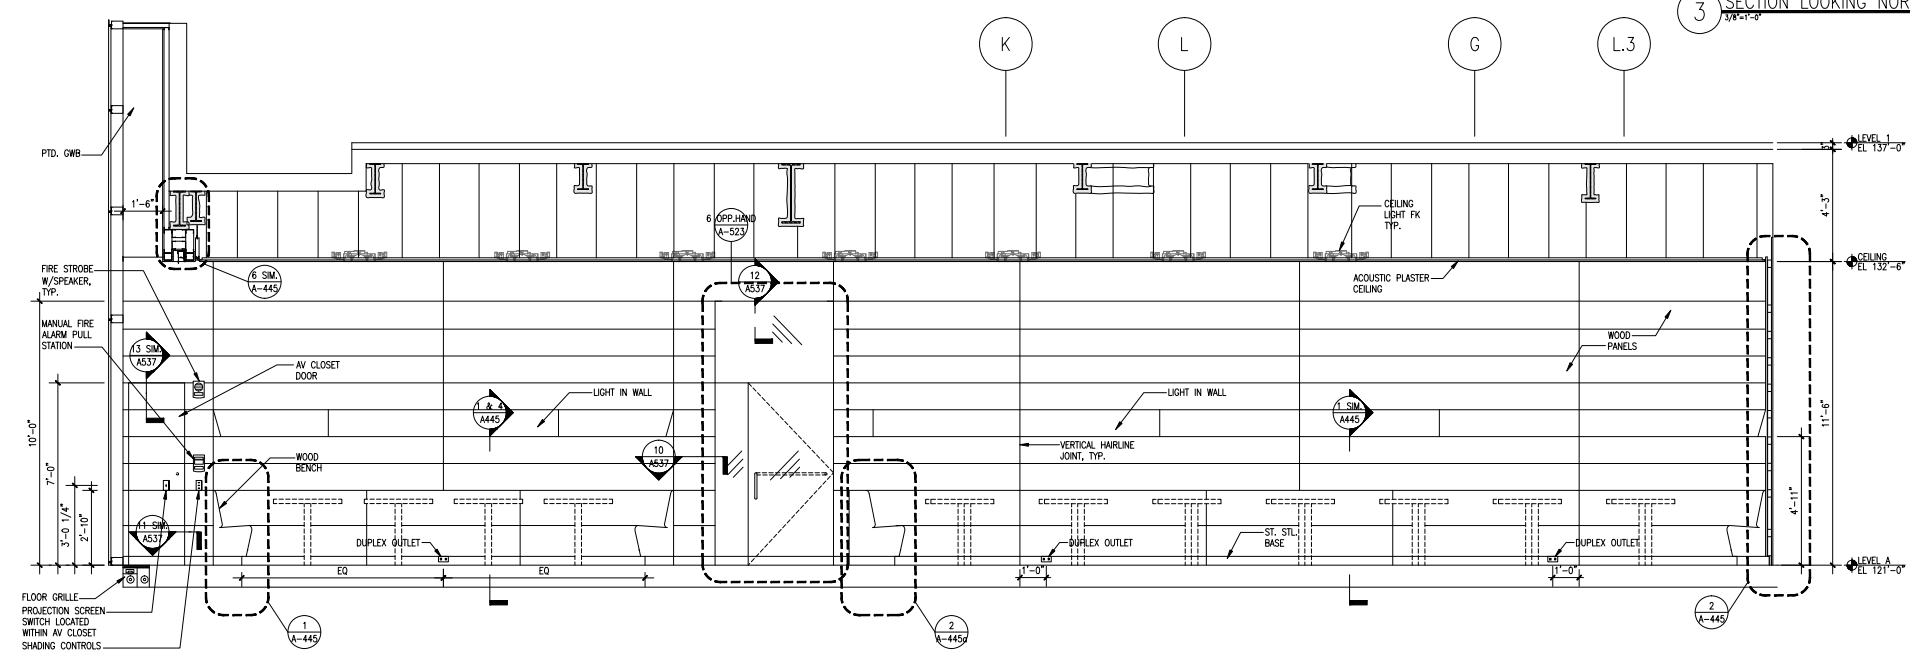 3
SECTION LOOKING NOR
3/8"=1'-0"
K
L
G
L.3
LEVEL 1
EL 137'-0"
PTD. GWB
1'-6"
6 OPP.HAND
A-523
CEILING
LIGHT FX
TYP.
4'-3"
FIRE STROBE
W/SPEAKER,
TYP.
6 SIM.
A-445
12
A537
ACOUSTIC PLASTER
CEILING
CEILING
EL 132'-6"
MANUAL FIRE
ALARM PULL
STATION
13 SIM.
A537
AV CLOSET
DOOR
WOOD
PANELS
1 & 4
A445
LIGHT IN WALL
LIGHT IN WALL
1 SIM.
A445
10'-0"
7'-0"
3'-0 1/4"
2'-10"
11'-6"
4'-11"
WOOD
BENCH
10
A537
VERTICAL HAIRLINE
JOINT, TYP.
11 SIM.
A537
DUPLEX OUTLET
DUPLEX OUTLET
ST. STL.
BASE
DUPLEX OUTLET
EQ
EQ
1'-0"
1'-0"
LEVEL A
EL 121'-0"
FLOOR GRILLE
PROJECTION SCREEN
SWITCH LOCATED
WITHIN AV CLOSET
SHADING CONTROLS
1
A-445
2
A-445a
2
A-445